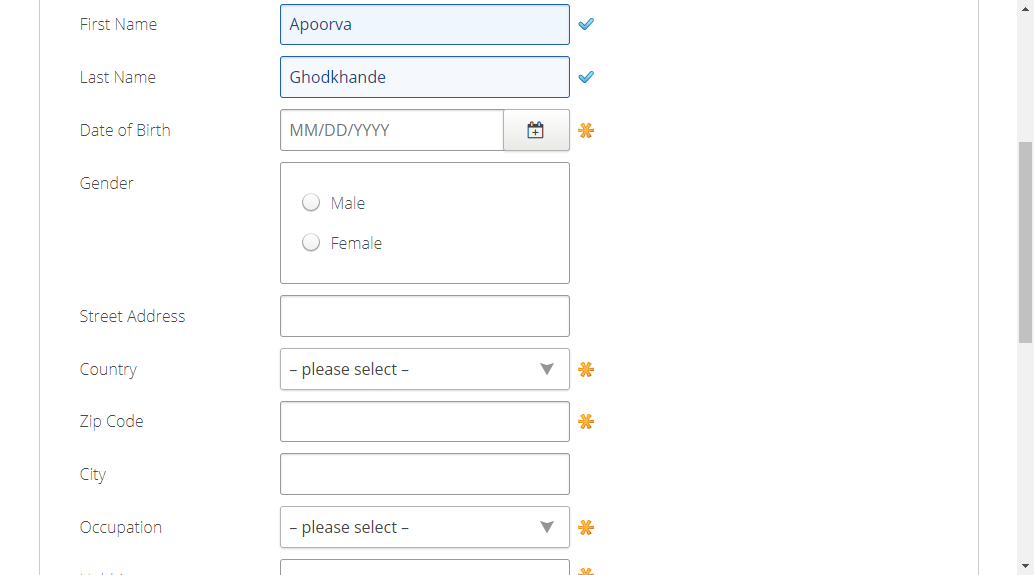 First Name Apoorva
Last Name Ghodkhande
Date of Birth MM/DD/YYYY
Gender
Male
Female
Street Address
Country – please select –
Zip Code
City
Occupation – please select –